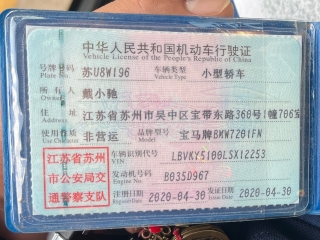 中华人民共和国机动车行驶证
Vehicle License of the People's Republic of China
号牌号码 苏U8W196 车辆类型 小型轿车
Plate No. Vehicle Type
所有人 戴小驰
Owner
住址 江苏省苏州市吴中区宝带东路360号1幢706室
Address
使用性质 非营运 品牌型号 宝马牌BMW7201FN
Use Character Model
江苏省苏州市公安局交通警察支队
车辆识别代号 LBVKY5100LSX12253
VIN
发动机号码 B035D967
Engine No.
注册日期 2020-04-30 发证日期 2020-04-30
Register Date Issue Date